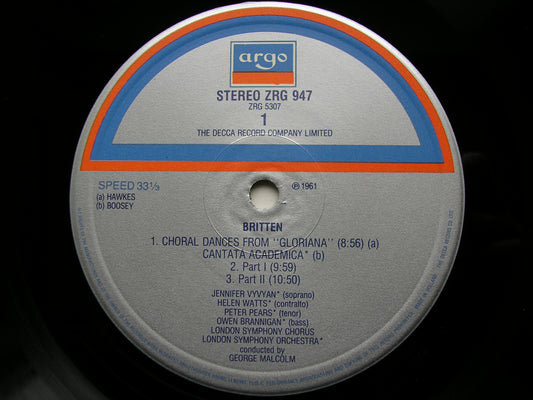 argo
STEREO ZRG 947
ZRG 5307
1
THE DECCA RECORD COMPANY LIMITED
SPEED 33⅓
(a) HAWKES
(b) BOOSEY
℗ 1961
BRITTEN
1. CHORAL DANCES FROM "GLORIANA" (8:56) (a)
CANTATA ACADEMICA* (b)
2. Part I (9:59)
3. Part II (10:50)
JENNIFER VYVYAN* (soprano)
HELEN WATTS* (contralto)
PETER PEARS* (tenor)
OWEN BRANNIGAN* (bass)
LONDON SYMPHONY CHORUS
LONDON SYMPHONY ORCHESTRA*
conducted by
GEORGE MALCOLM